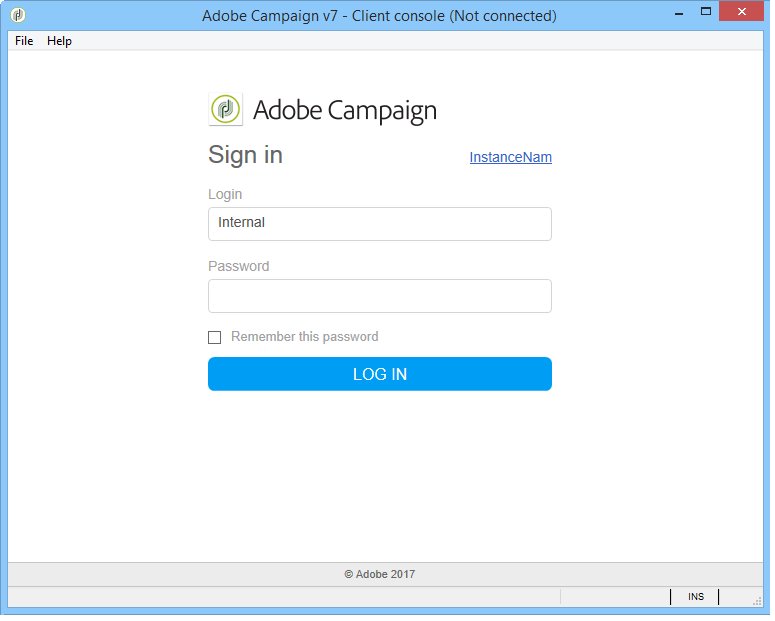 Adobe Campaign v7 - Client console (Not connected)
File Help
Adobe Campaign
Sign in InstanceNam
Login
Internal
Password
Remember this password
LOG IN
© Adobe 2017
INS